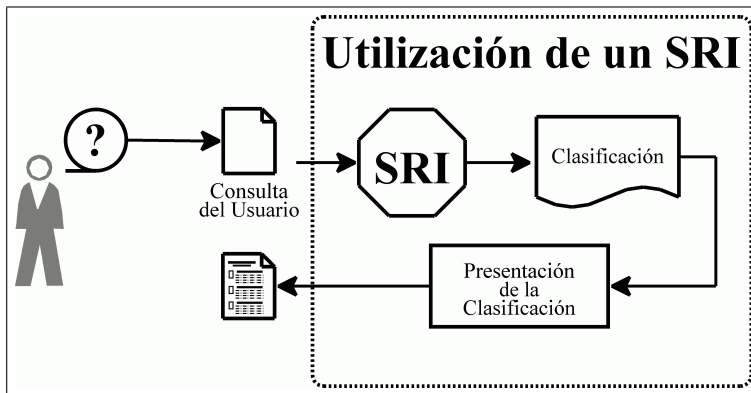 Utilización de un SRI
?
Consulta
del Usuario
SRI
Clasificación
Presentación
de la
Clasificación